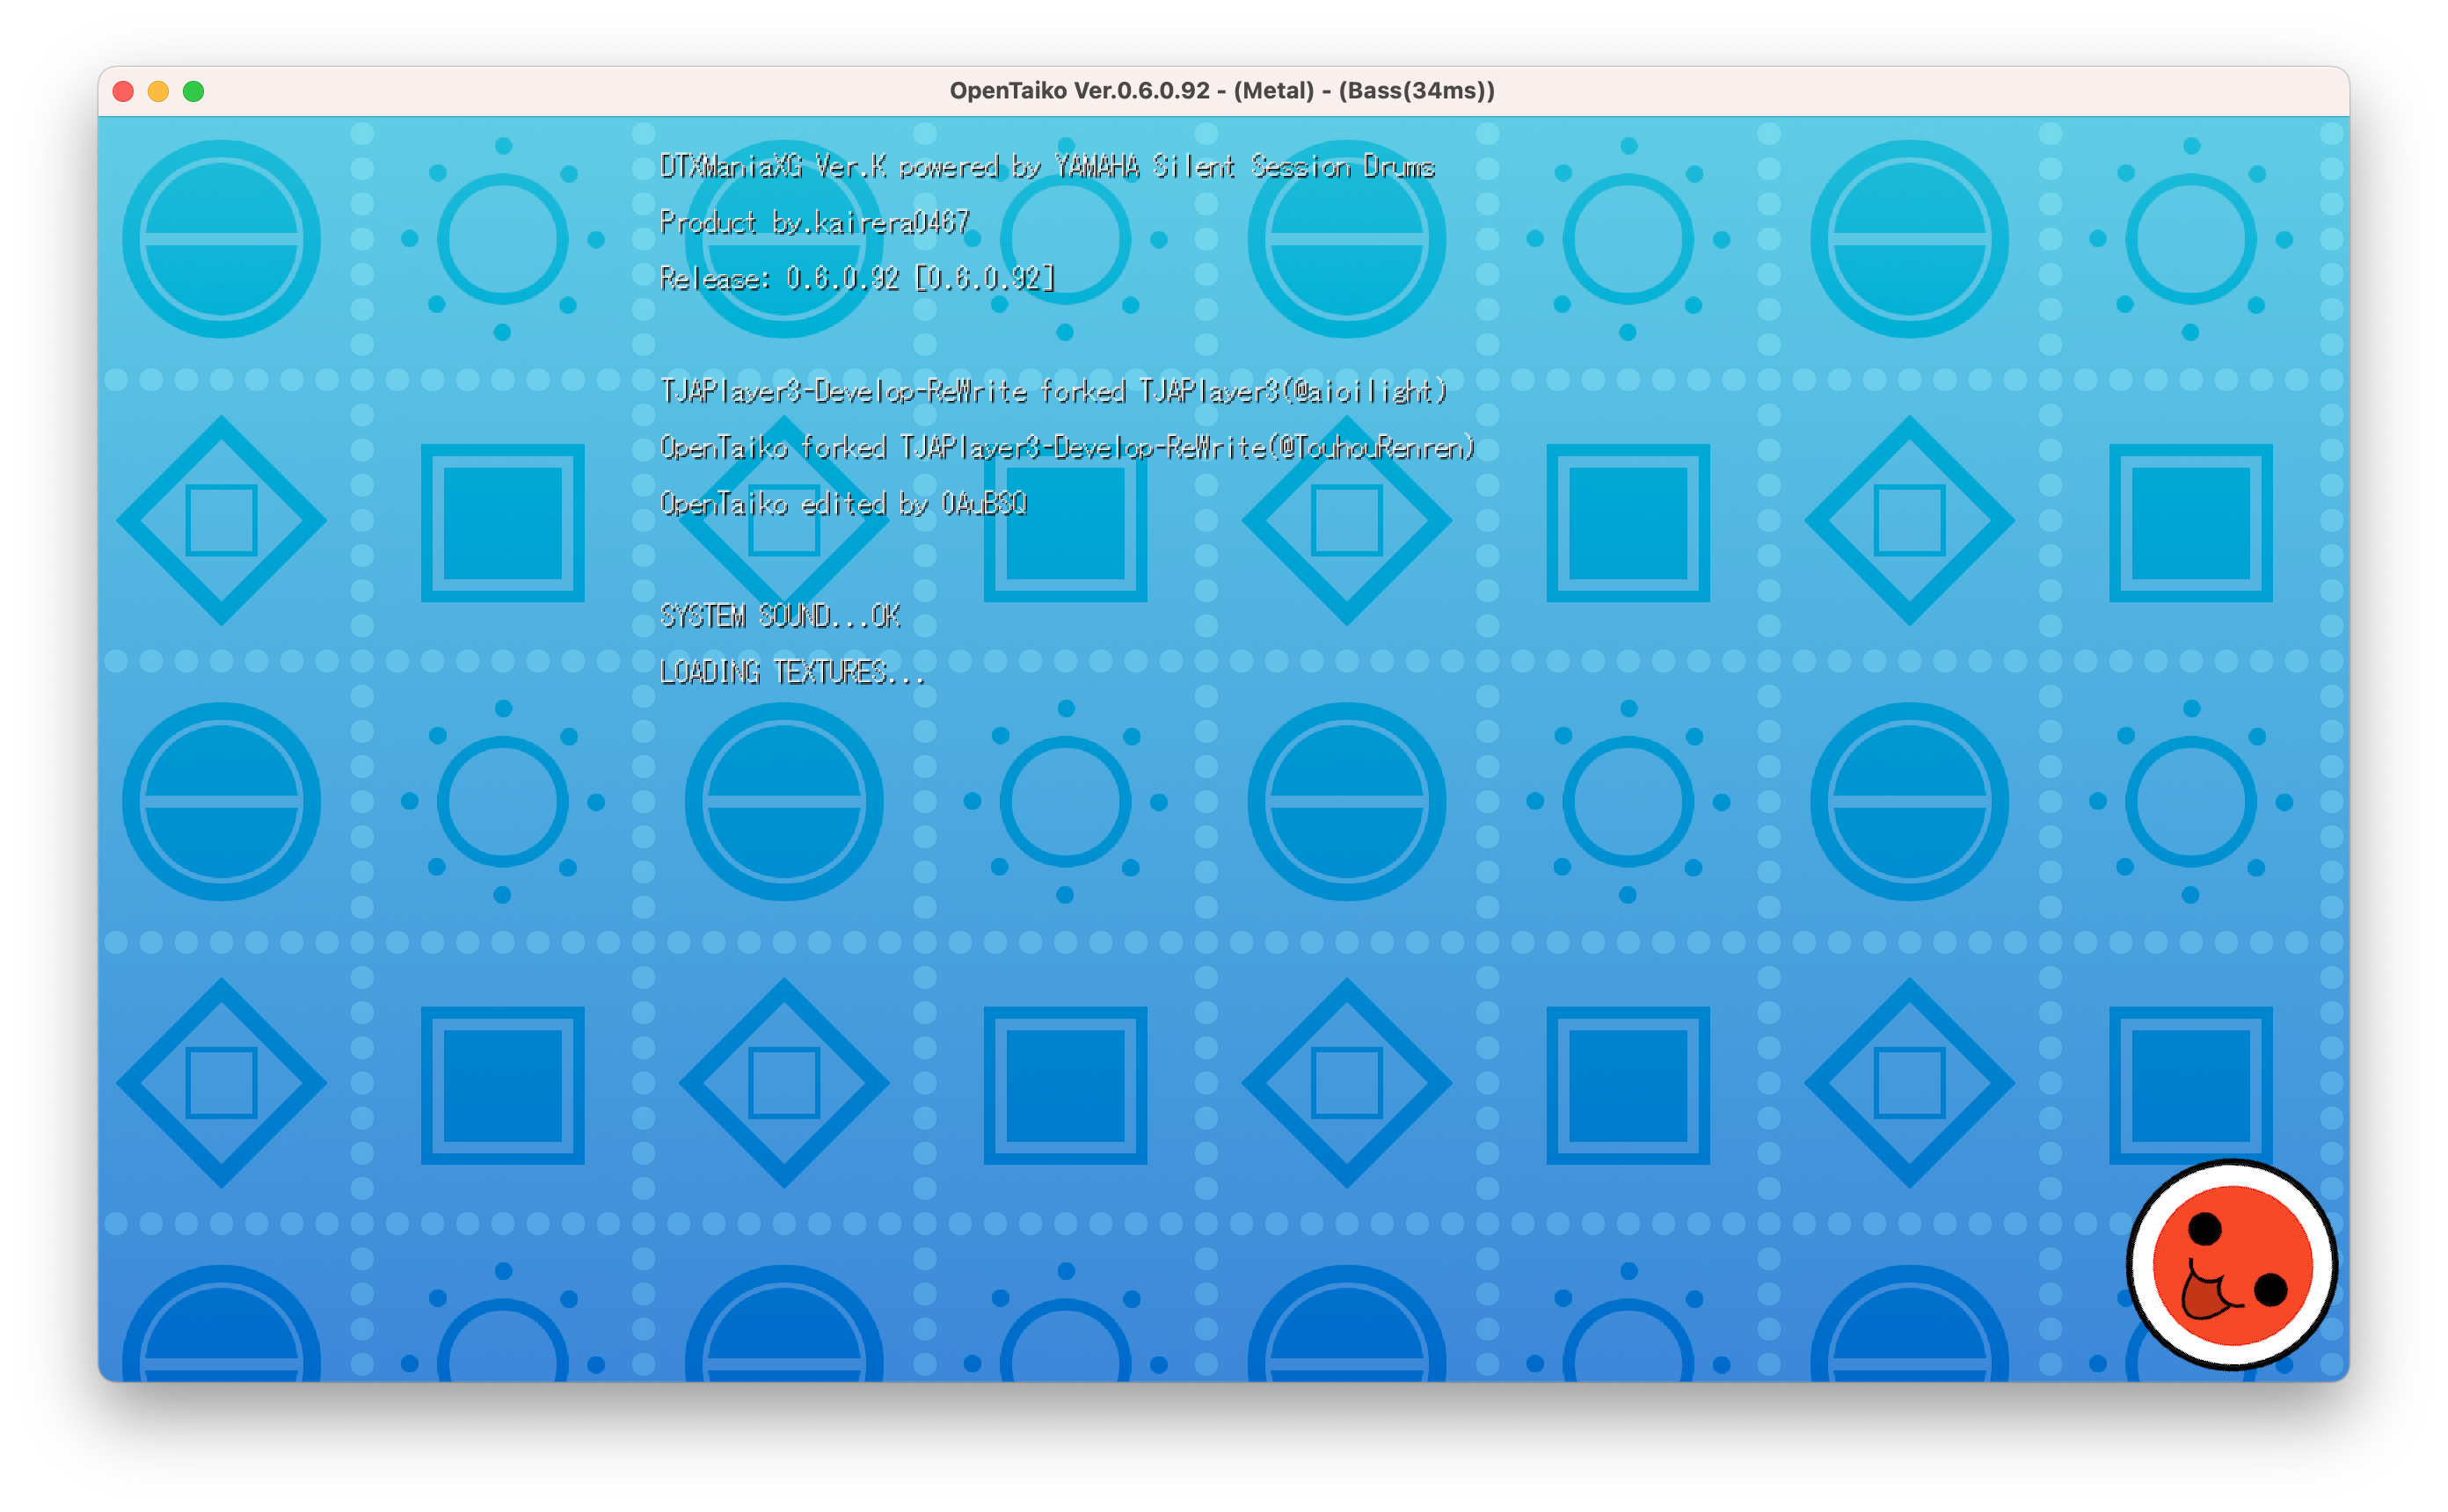 OpenTaiko Ver.0.6.0.92 - (Metal) - (Bass(34ms))
DTXManiaXG Ver.K powered by YAMAHA Silent Session Drums
Product by.kairera0467
Release: 0.6.0.92 [0.6.0.92]
TJAPlayer3-Develop-ReWrite forked TJAPlayer3(@aioilight)
OpenTaiko forked TJAPlayer3-Develop-ReWrite(@TouhouRenren)
OpenTaiko edited by 0AuBSQ
SYSTEM SOUND...OK
LOADING TEXTURES...